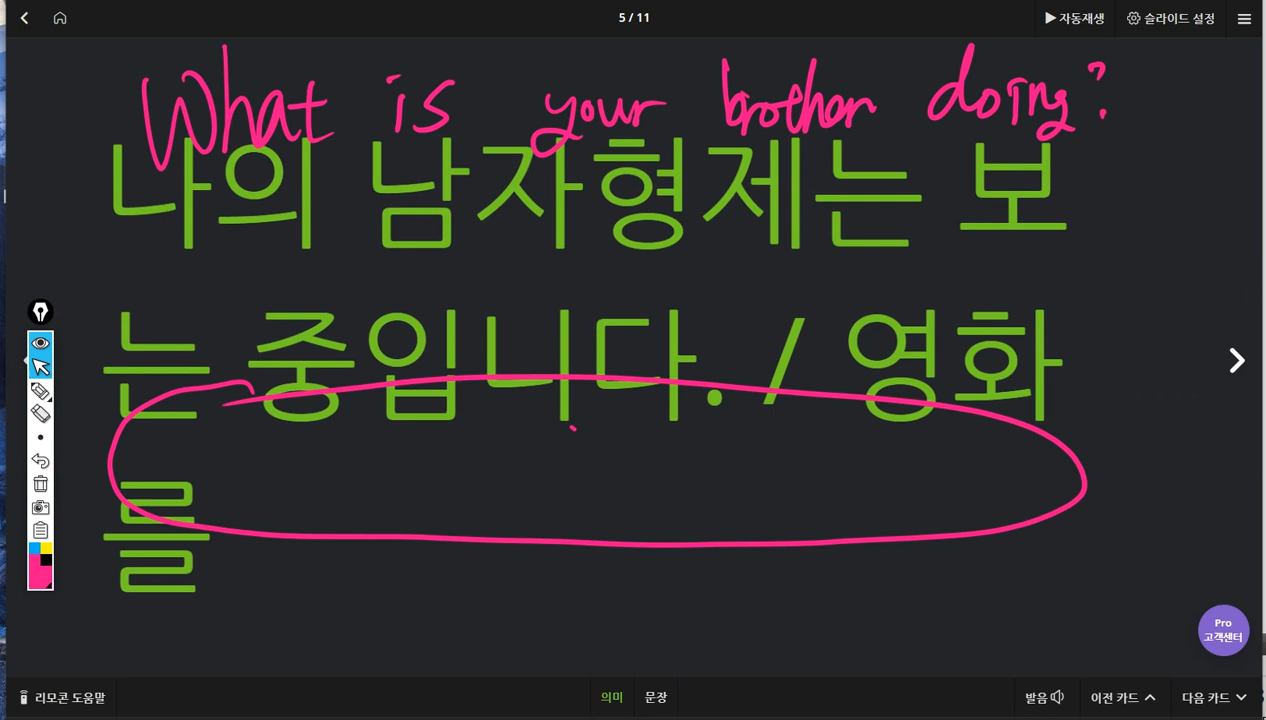 5 / 11
▶자동재생
슬라이드 설정
What is your brother doing?
나의 남자형제는 보
는 중입니다. / 영화
를
Pro
고객센터
리모콘 도움말
의미
문장
발음
이전 카드
다음 카드